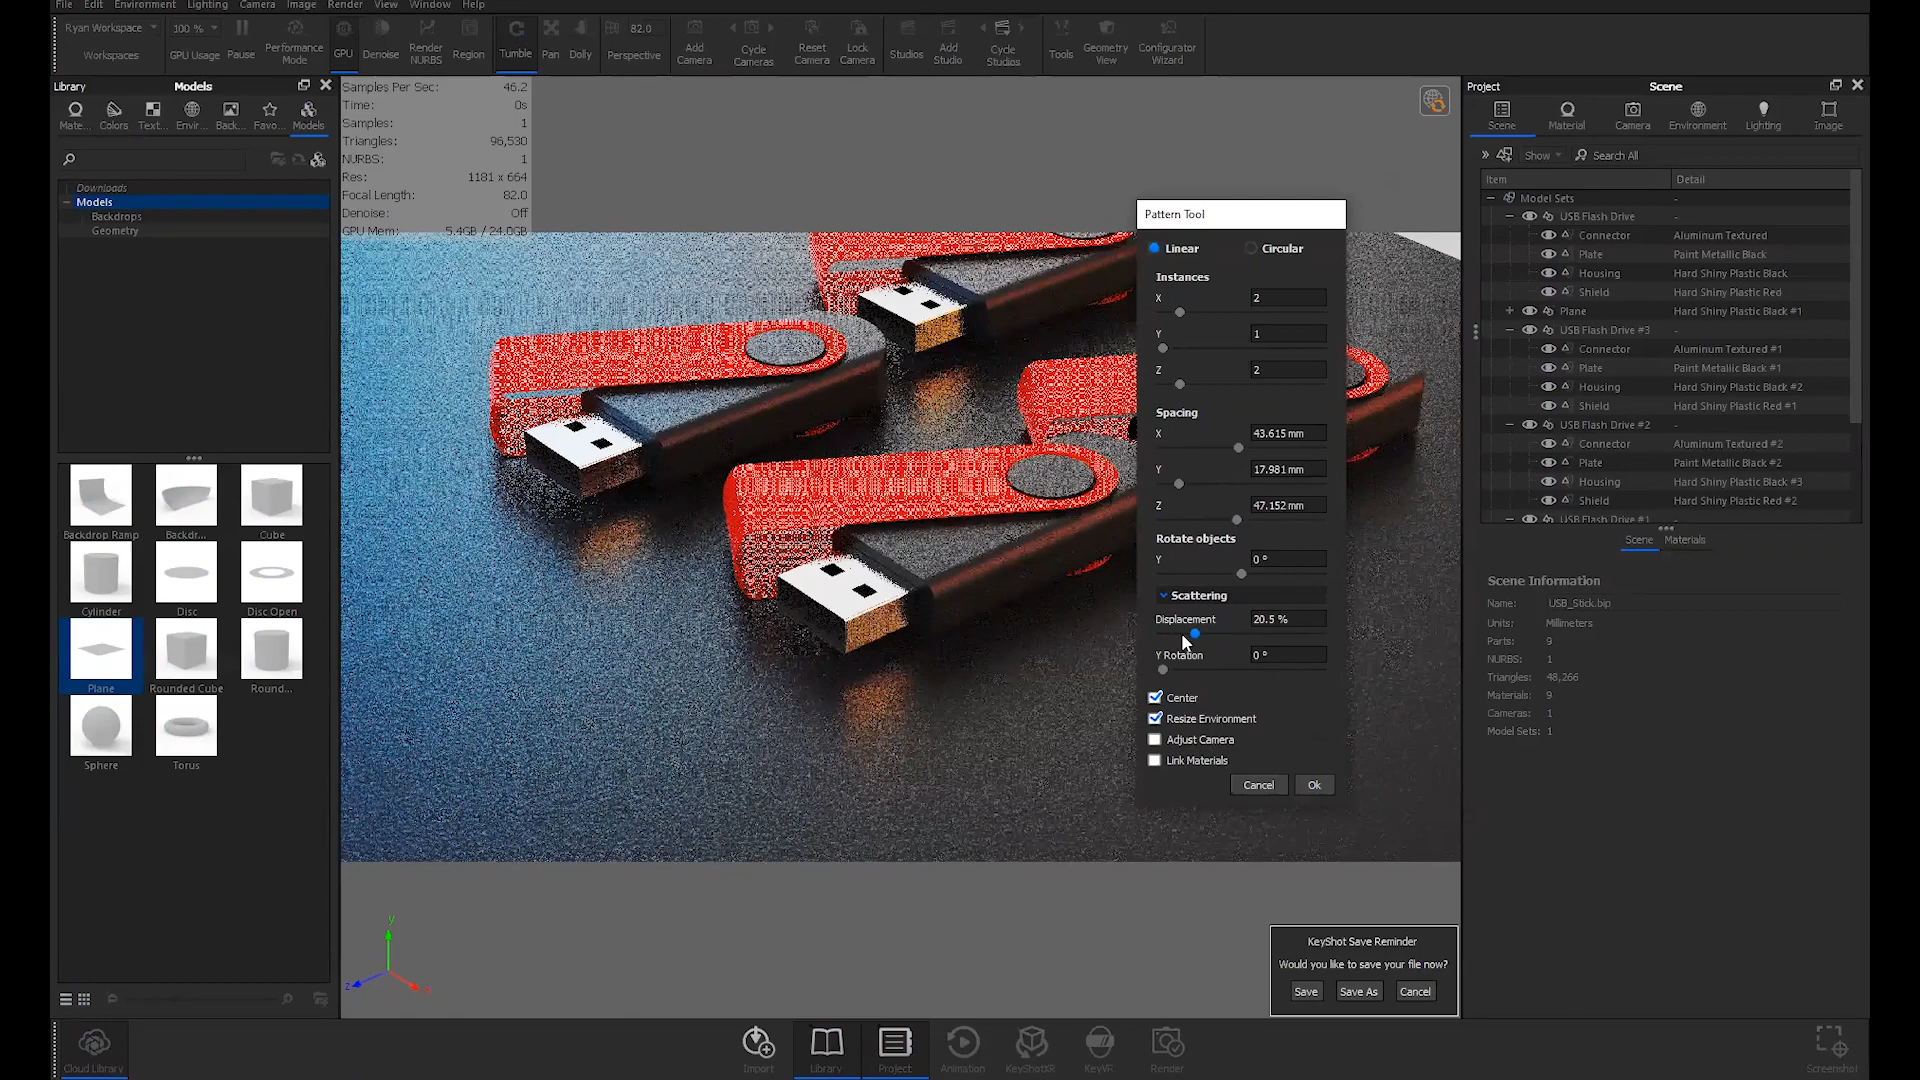 File Edit Environment Lighting Camera Image Render View Window Help
Ryan Workspace 100 % 82.0
Workspaces GPU Usage Pause Performance Mode GPU Denoise Render NURBS Region Tumble Pan Dolly Perspective Add Camera Cycle Cameras Reset Camera Lock Camera Studios Add Studio Cycle Studios Tools Geometry View Configurator Wizard
Library Models
Mate... Colors Text... Envir... Back... Favo... Models
Downloads
Models
Backdrops
Geometry
Backdrop Ramp Backdr... Cube
Cylinder Disc Disc Open
Plane Rounded Cube Round...
Sphere Torus
Samples Per Sec: 46.2
Time: 0s
Samples: 1
Triangles: 96,530
NURBS: 1
Res: 1181 x 664
Focal Length: 82.0
Denoise: Off
GPU Mem: 5.4GB / 24.0GB
Pattern Tool
Linear Circular
Instances
X 2
Y 1
Z 2
Spacing
X 43.615 mm
Y 17.981 mm
Z 47.152 mm
Rotate objects
Y 0 °
Scattering
Displacement 20.5 %
Y Rotation 0 °
Center
Resize Environment
Adjust Camera
Link Materials
Cancel Ok
y
z x
KeyShot Save Reminder
Would you like to save your file now?
Save Save As Cancel
Project Scene
Scene Material Camera Environment Lighting Image
Show Search All
Item Detail
Model Sets -
USB Flash Drive -
Connector Aluminum Textured
Plate Paint Metallic Black
Housing Hard Shiny Plastic Black
Shield Hard Shiny Plastic Red
Plane Hard Shiny Plastic Black #1
USB Flash Drive #3 -
Connector Aluminum Textured #1
Plate Paint Metallic Black #1
Housing Hard Shiny Plastic Black #2
Shield Hard Shiny Plastic Red #1
USB Flash Drive #2 -
Connector Aluminum Textured #2
Plate Paint Metallic Black #2
Housing Hard Shiny Plastic Black #3
Shield Hard Shiny Plastic Red #2
USB Flash Drive #1 -
Scene Materials
Scene Information
Name: USB_Stick.bip
Units: Millimeters
Parts: 9
NURBS: 1
Triangles: 48,266
Materials: 9
Cameras: 1
Model Sets: 1
Cloud Library Import Library Project Animation KeyShotXR KeyVR Render Screenshot